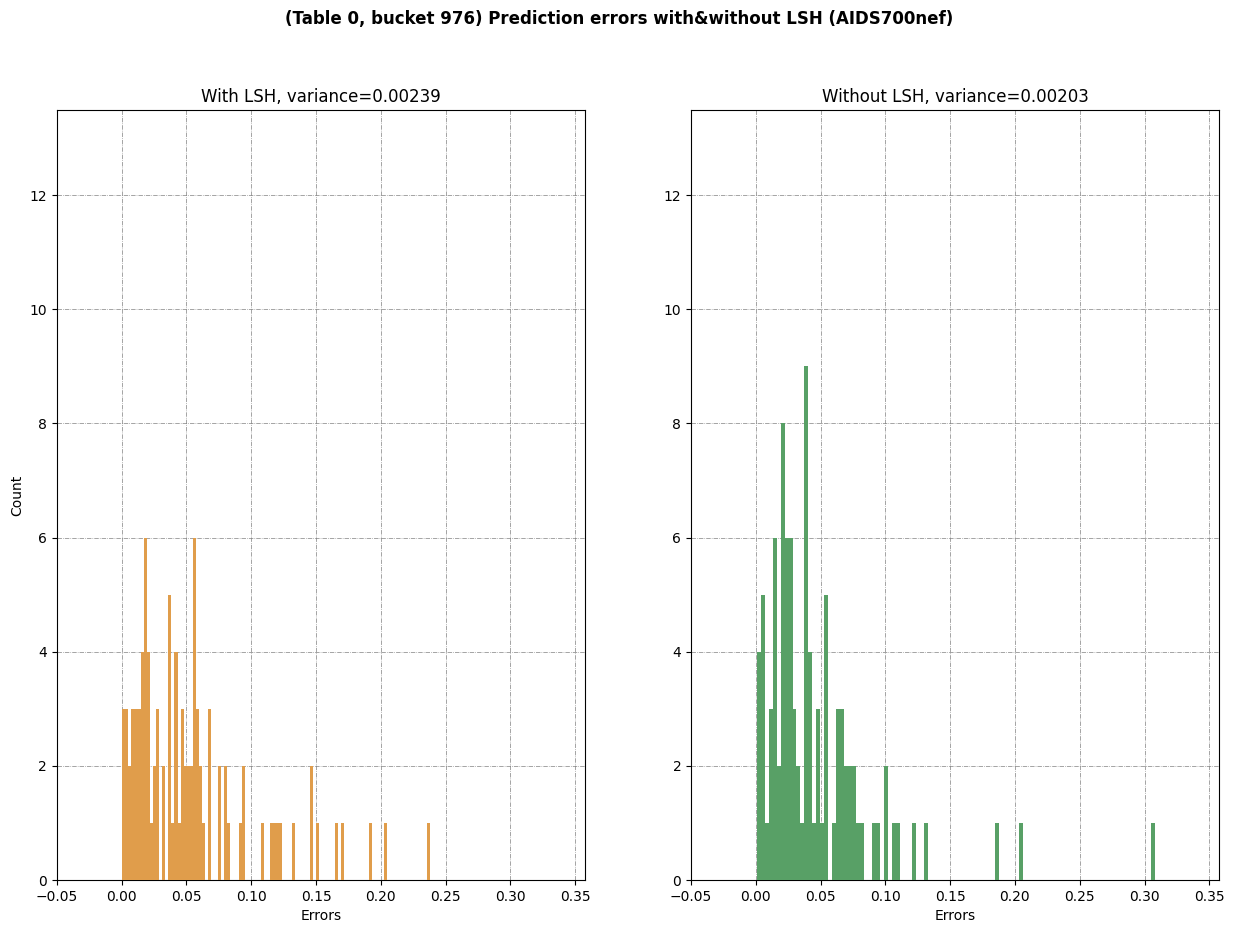 (Table 0, bucket 976) Prediction errors with&without LSH (AIDS700nef)
With LSH, variance=0.00239
Count
12
10
8
6
4
2
0
−0.05 0.00 0.05 0.10 0.15 0.20 0.25 0.30 0.35
Errors
Without LSH, variance=0.00203
12
10
8
6
4
2
0
−0.05 0.00 0.05 0.10 0.15 0.20 0.25 0.30 0.35
Errors